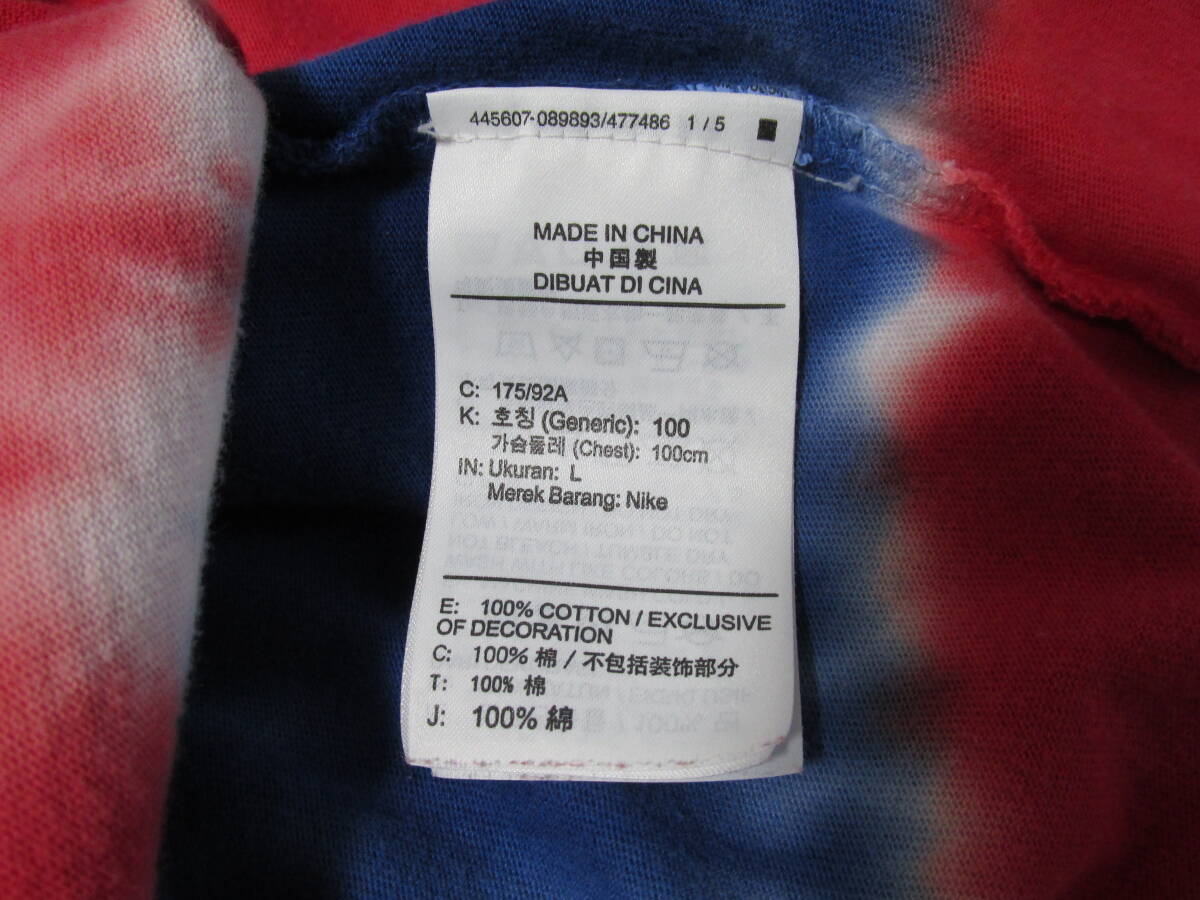 445607-089893/477486 1 / 5
MADE IN CHINA
中国製
DIBUAT DI CINA
C: 175/92A
K: 호칭 (Generic): 100
가슴둘레 (Chest): 100cm
IN: Ukuran: L
Merek Barang: Nike
E: 100% COTTON / EXCLUSIVE
OF DECORATION
C: 100% 棉 / 不包括装饰部分
T: 100% 棉
J: 100% 綿